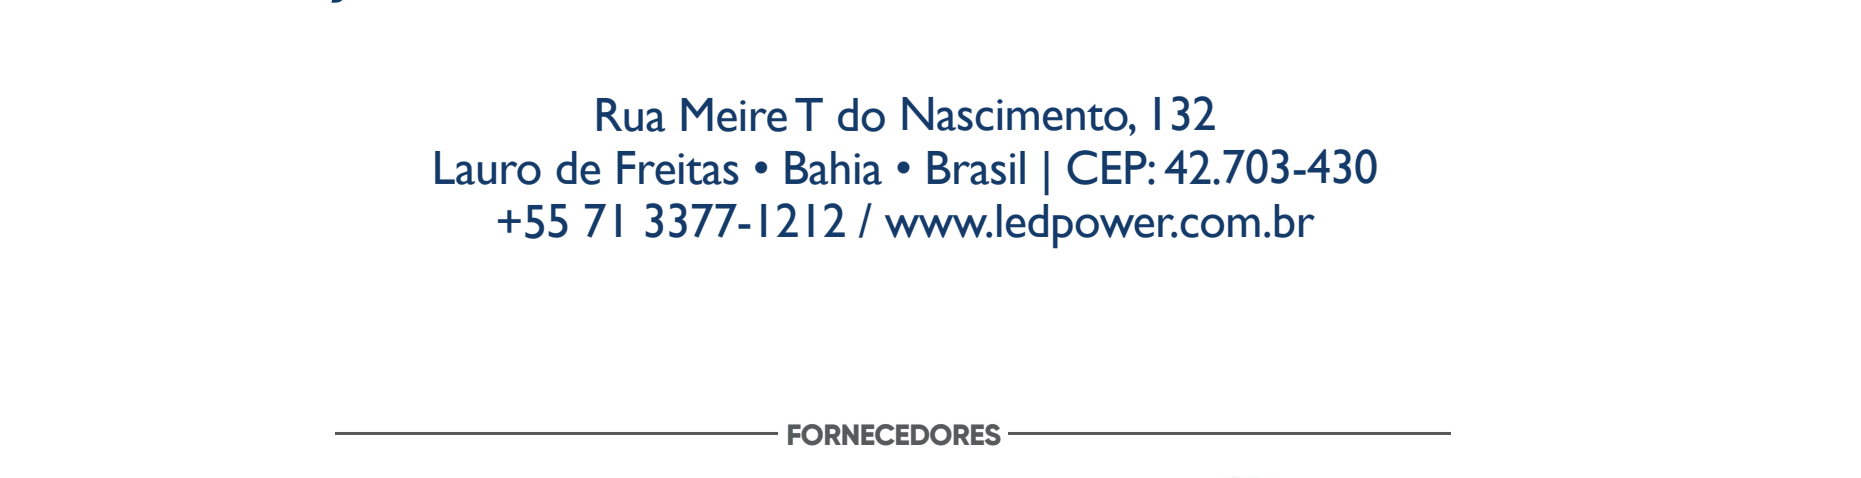 Rua Meire T do Nascimento, 132
Lauro de Freitas • Bahia • Brasil | CEP: 42.703-430
+55 71 3377-1212 / www.ledpower.com.br
FORNECEDORES